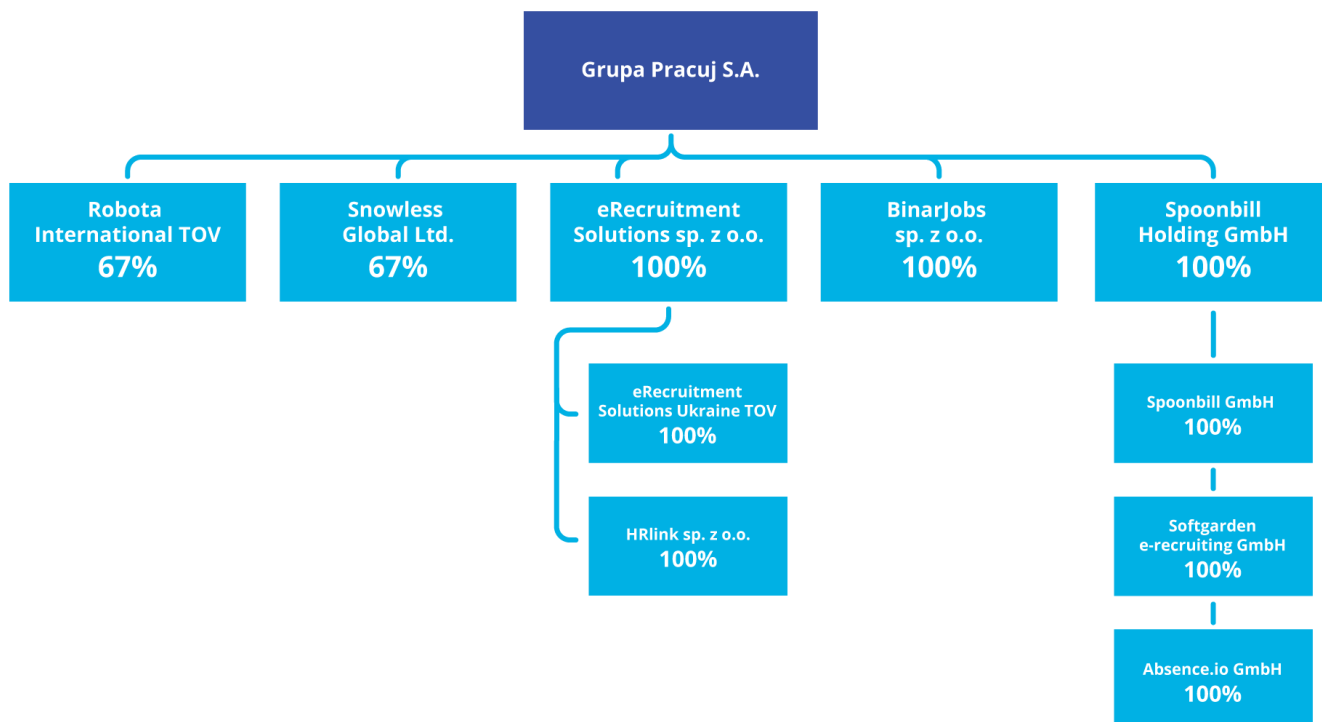 Grupa Pracuj S.A.
Robota
International TOV
67%
Snowless
Global Ltd.
67%
eRecruitment
Solutions sp. z o.o.
100%
BinarJobs
sp. z o.o.
100%
Spoonbill
Holding GmbH
100%
eRecruitment
Solutions Ukraine TOV
100%
HRlink sp. z o.o.
100%
Spoonbill GmbH
100%
Softgarden
e-recruiting GmbH
100%
Absence.io GmbH
100%